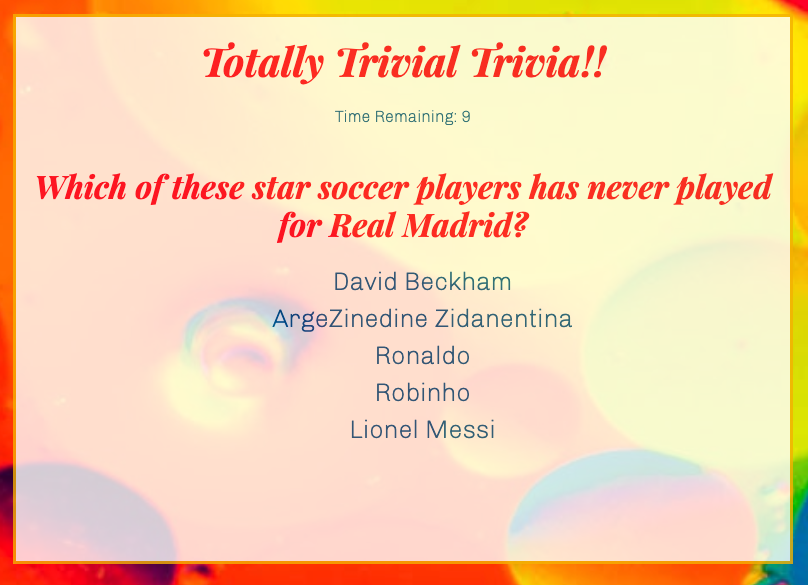 Totally Trivial Trivia!!
Time Remaining: 9
Which of these star soccer players has never played
for Real Madrid?
David Beckham
ArgeZinedine Zidanentina
Ronaldo
Robinho
Lionel Messi